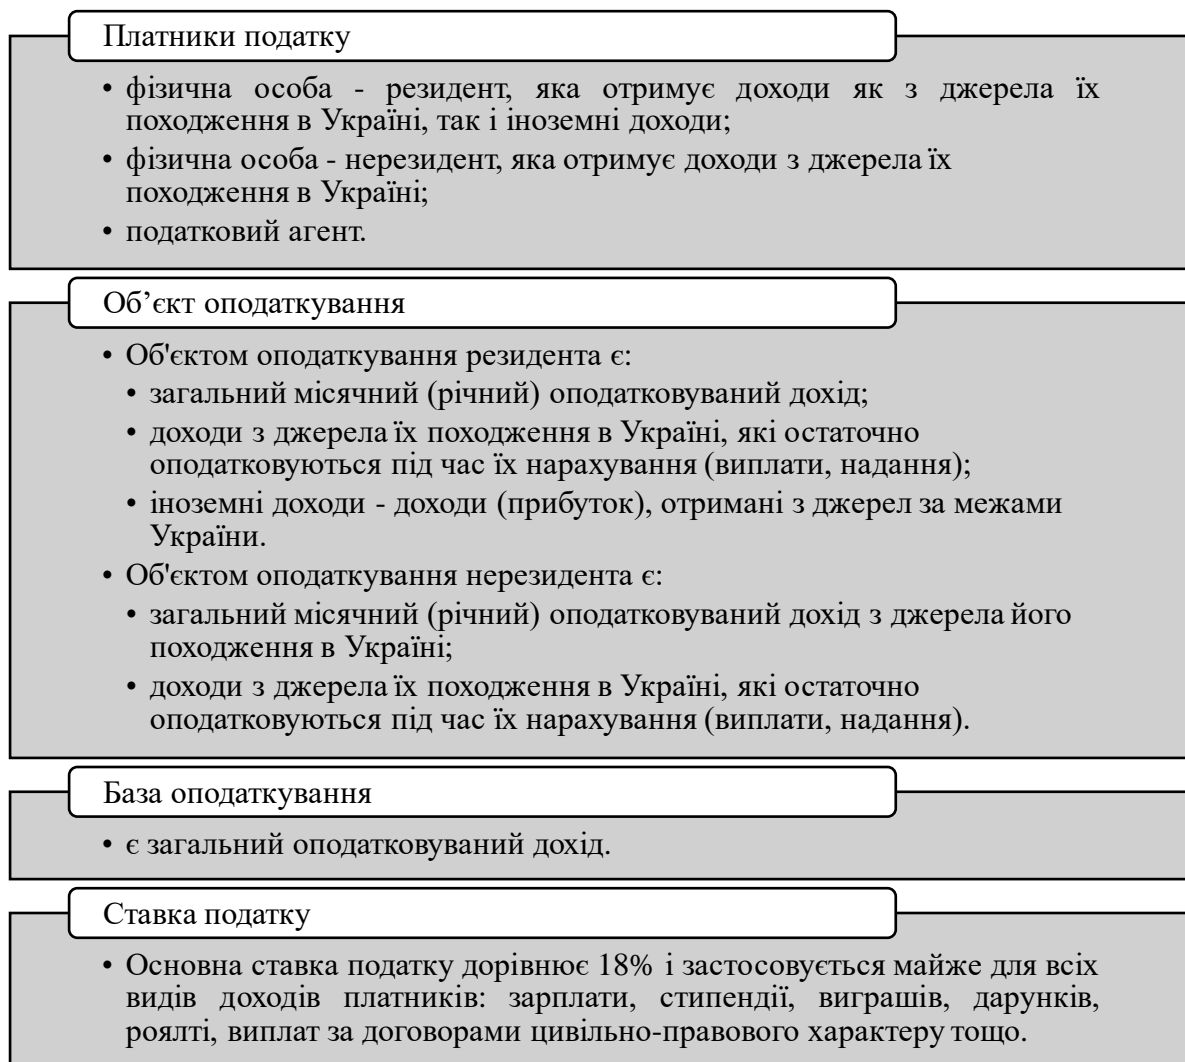 Платники податку
• фізична особа - резидент, яка отримує доходи як з джерела їх
походження в Україні, так і іноземні доходи;
• фізична особа - нерезидент, яка отримує доходи з джерела їх
походження в Україні;
• податковий агент.
Об’єкт оподаткування
• Об'єктом оподаткування резидента є:
• загальний місячний (річний) оподатковуваний дохід;
• доходи з джерела їх походження в Україні, які остаточно
оподатковуються під час їх нарахування (виплати, надання);
• іноземні доходи - доходи (прибуток), отримані з джерел за межами
України.
• Об'єктом оподаткування нерезидента є:
• загальний місячний (річний) оподатковуваний дохід з джерела його
походження в Україні;
• доходи з джерела їх походження в Україні, які остаточно
оподатковуються під час їх нарахування (виплати, надання).
База оподаткування
• є загальний оподатковуваний дохід.
Ставка податку
• Основна ставка податку дорівнює 18% і застосовується майже для всіх
видів доходів платників: зарплати, стипендії, виграшів, дарунків,
роялті, виплат за договорами цивільно-правового характеру тощо.